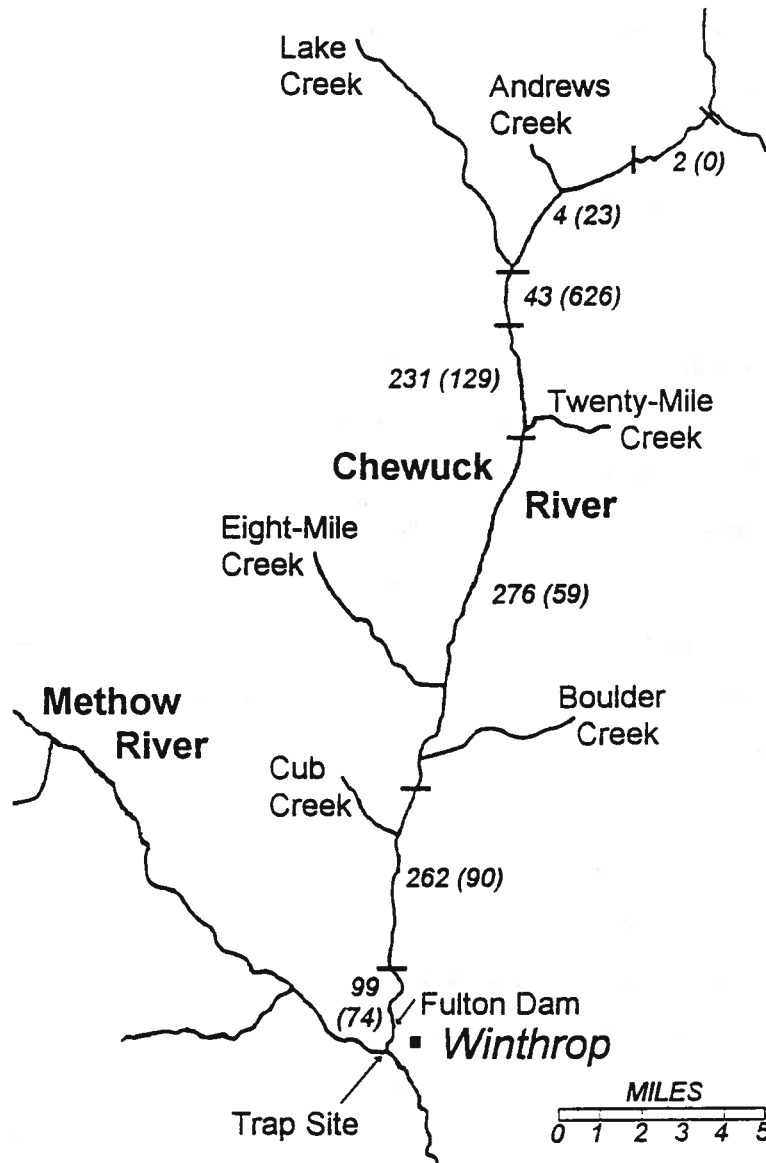 Lake
Creek
Andrews
Creek
2 (0)
4 (23)
43 (626)
231 (129)
Twenty-Mile
Creek
Chewuck
River
Eight-Mile
Creek
276 (59)
Methow
River
Boulder
Creek
Cub
Creek
262 (90)
99
(74)
Fulton Dam
Winthrop
Trap Site
MILES
0 1 2 3 4 5